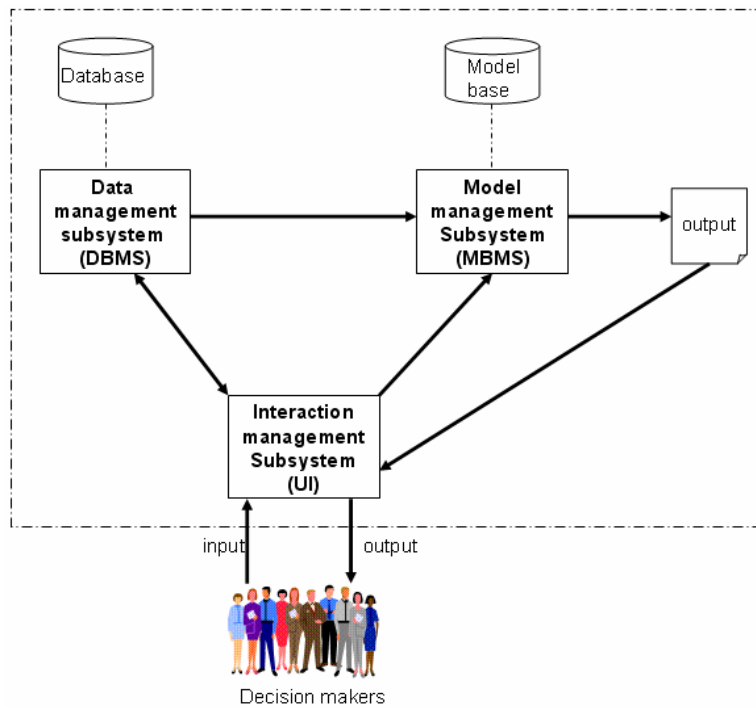 Database
Model
base
Data
management
subsystem
(DBMS)
Model
management
Subsystem
(MBMS)
output
Interaction
management
Subsystem
(UI)
input
output
Decision makers